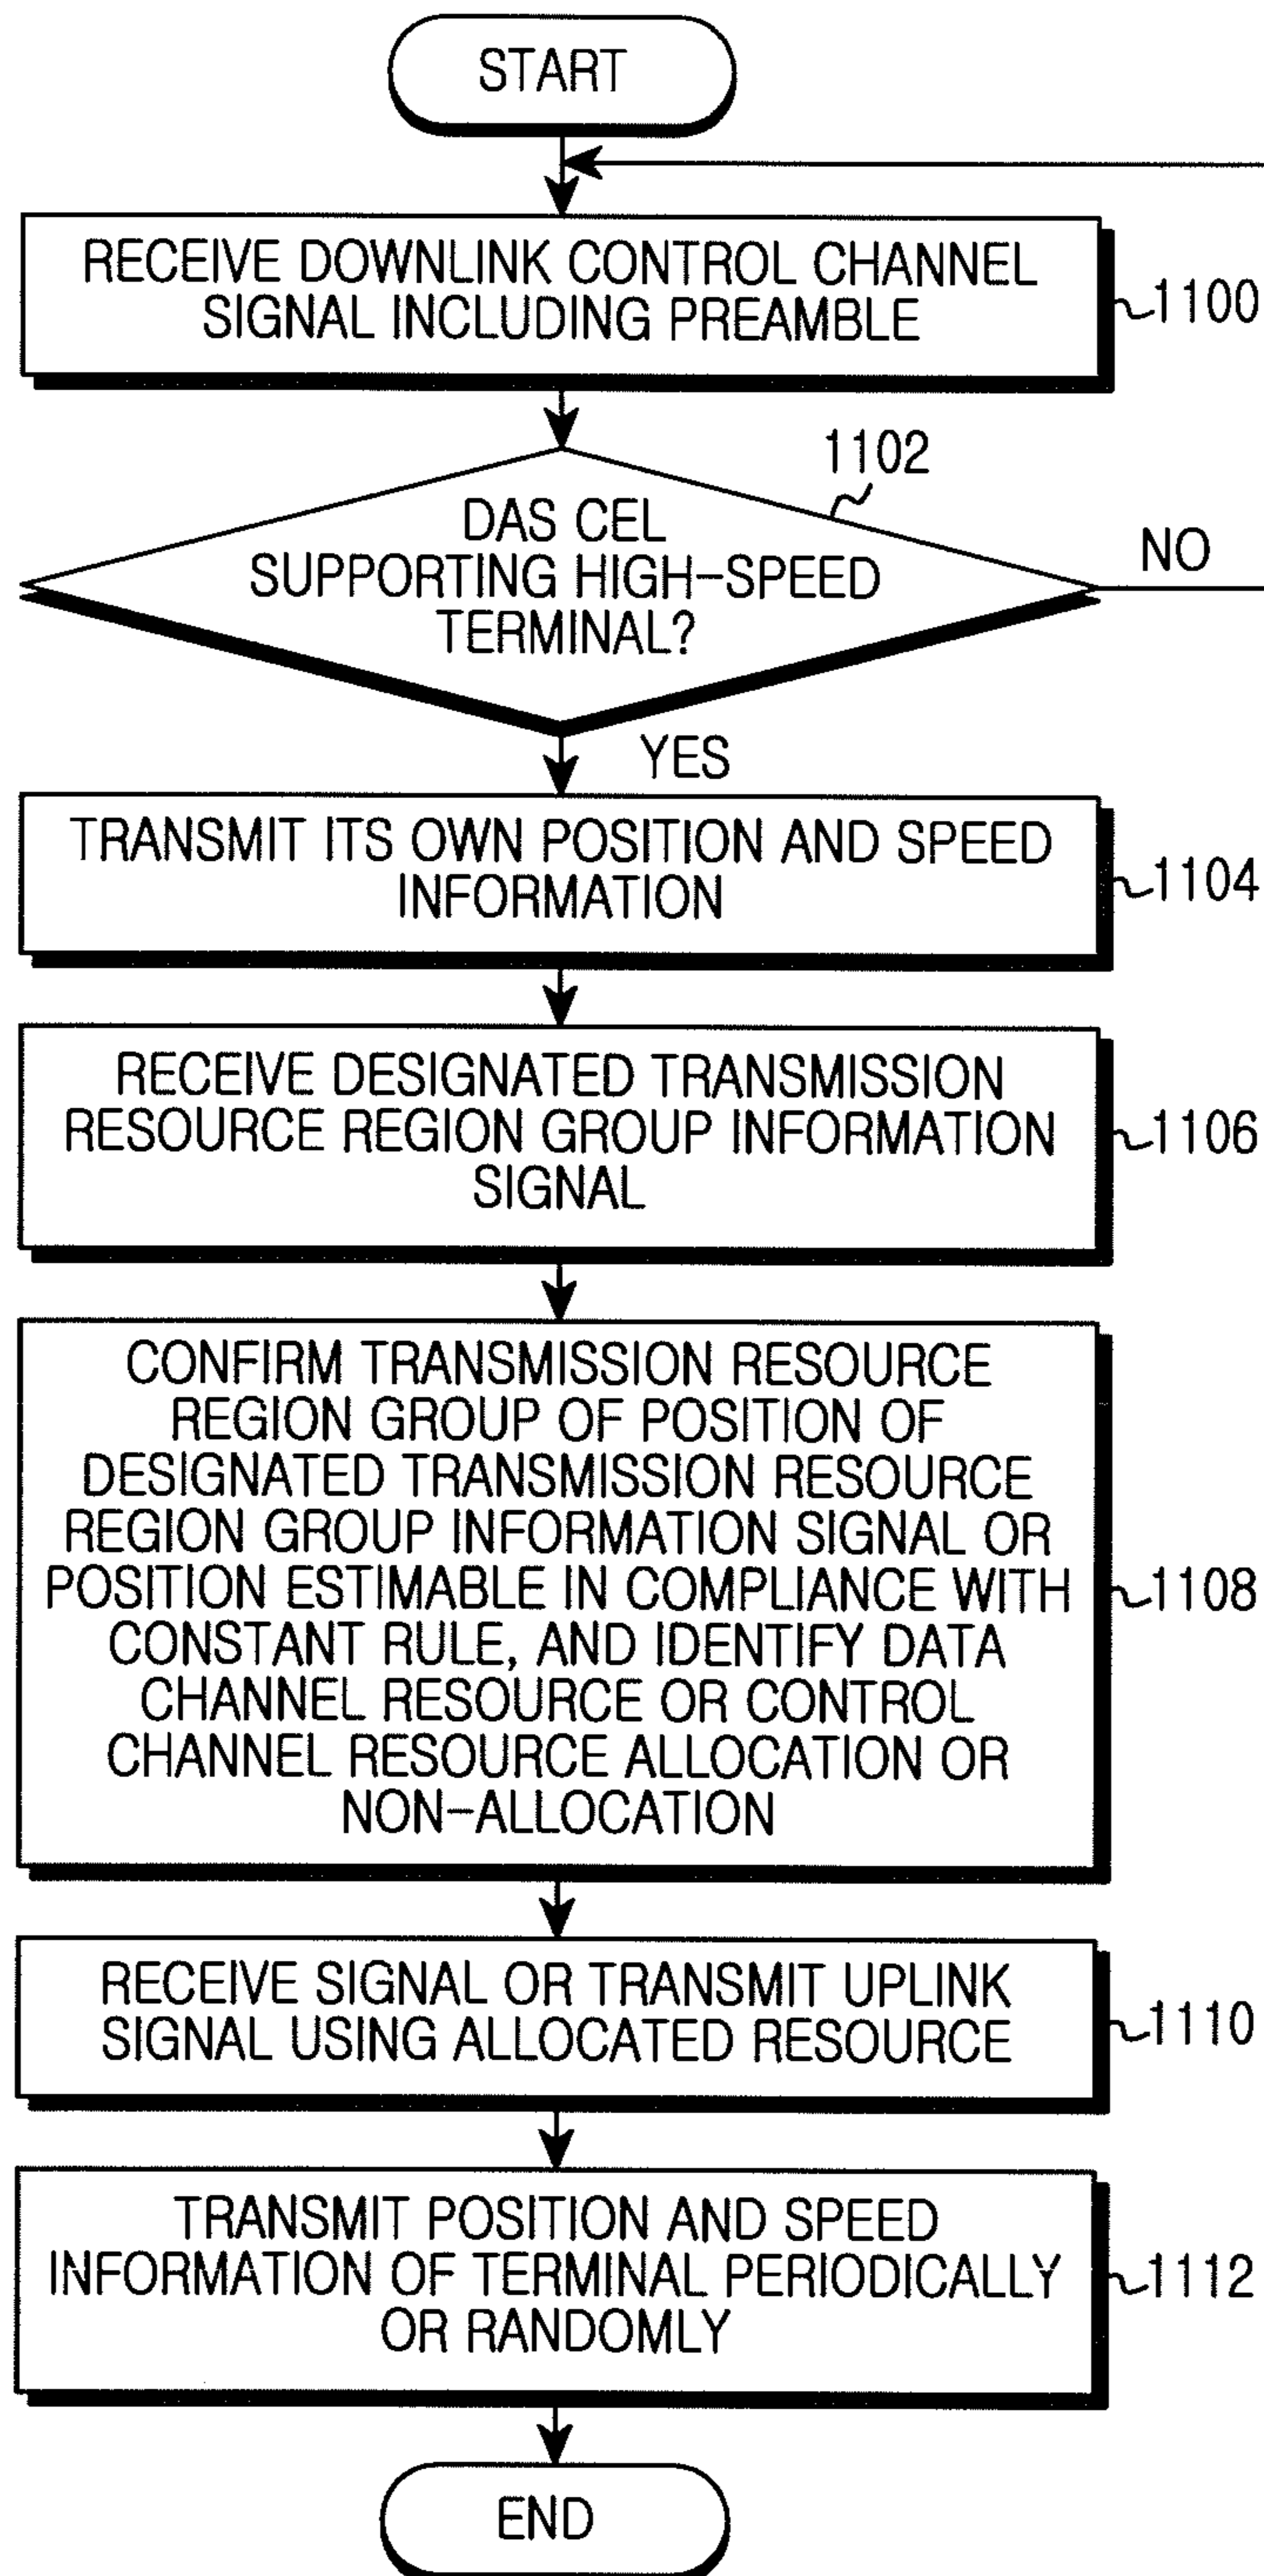 START
RECEIVE DOWNLINK CONTROL CHANNEL
SIGNAL INCLUDING PREAMBLE
1100
1102
DAS CEL
SUPPORTING HIGH-SPEED
TERMINAL?
NO
YES
TRANSMIT ITS OWN POSITION AND SPEED
INFORMATION
1104
RECEIVE DESIGNATED TRANSMISSION
RESOURCE REGION GROUP INFORMATION
SIGNAL
1106
CONFIRM TRANSMISSION RESOURCE
REGION GROUP OF POSITION OF
DESIGNATED TRANSMISSION RESOURCE
REGION GROUP INFORMATION SIGNAL OR
POSITION ESTIMABLE IN COMPLIANCE WITH
CONSTANT RULE, AND IDENTIFY DATA
CHANNEL RESOURCE OR CONTROL
CHANNEL RESOURCE ALLOCATION OR
NON-ALLOCATION
1108
RECEIVE SIGNAL OR TRANSMIT UPLINK
SIGNAL USING ALLOCATED RESOURCE
1110
TRANSMIT POSITION AND SPEED
INFORMATION OF TERMINAL PERIODICALLY
OR RANDOMLY
1112
END